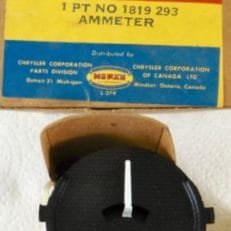 1 PT NO 1819 293
AMMETER
Distributed by
CHRYSLER CORPORATION
PARTS DIVISION
Detroit 31 Michigan
MOPAR
L-379
CHRYSLER CORPORATION
OF CANADA LTD
Windsor, Ontario, Canada